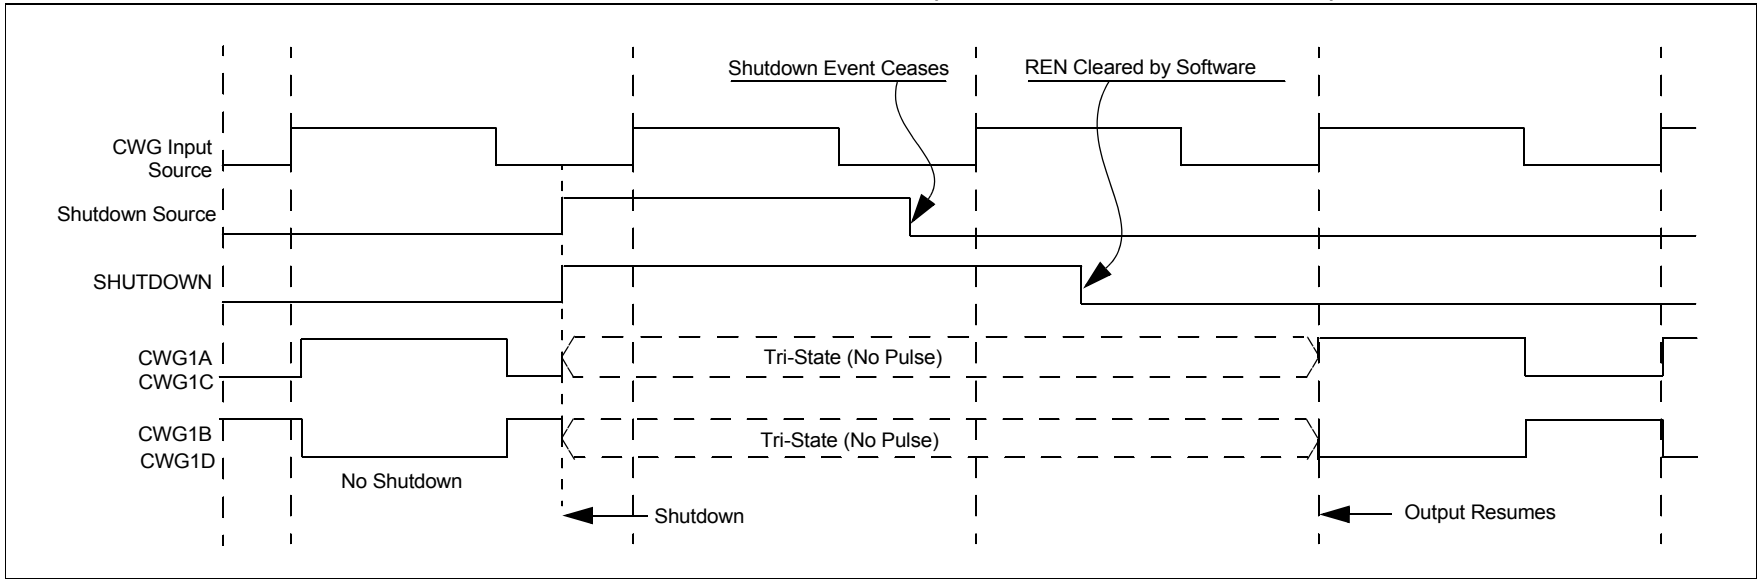 Shutdown Event Ceases
REN Cleared by Software
CWG Input
Source
Shutdown Source
SHUTDOWN
CWG1A
CWG1C
Tri-State (No Pulse)
CWG1B
CWG1D
Tri-State (No Pulse)
No Shutdown
Shutdown
Output Resumes